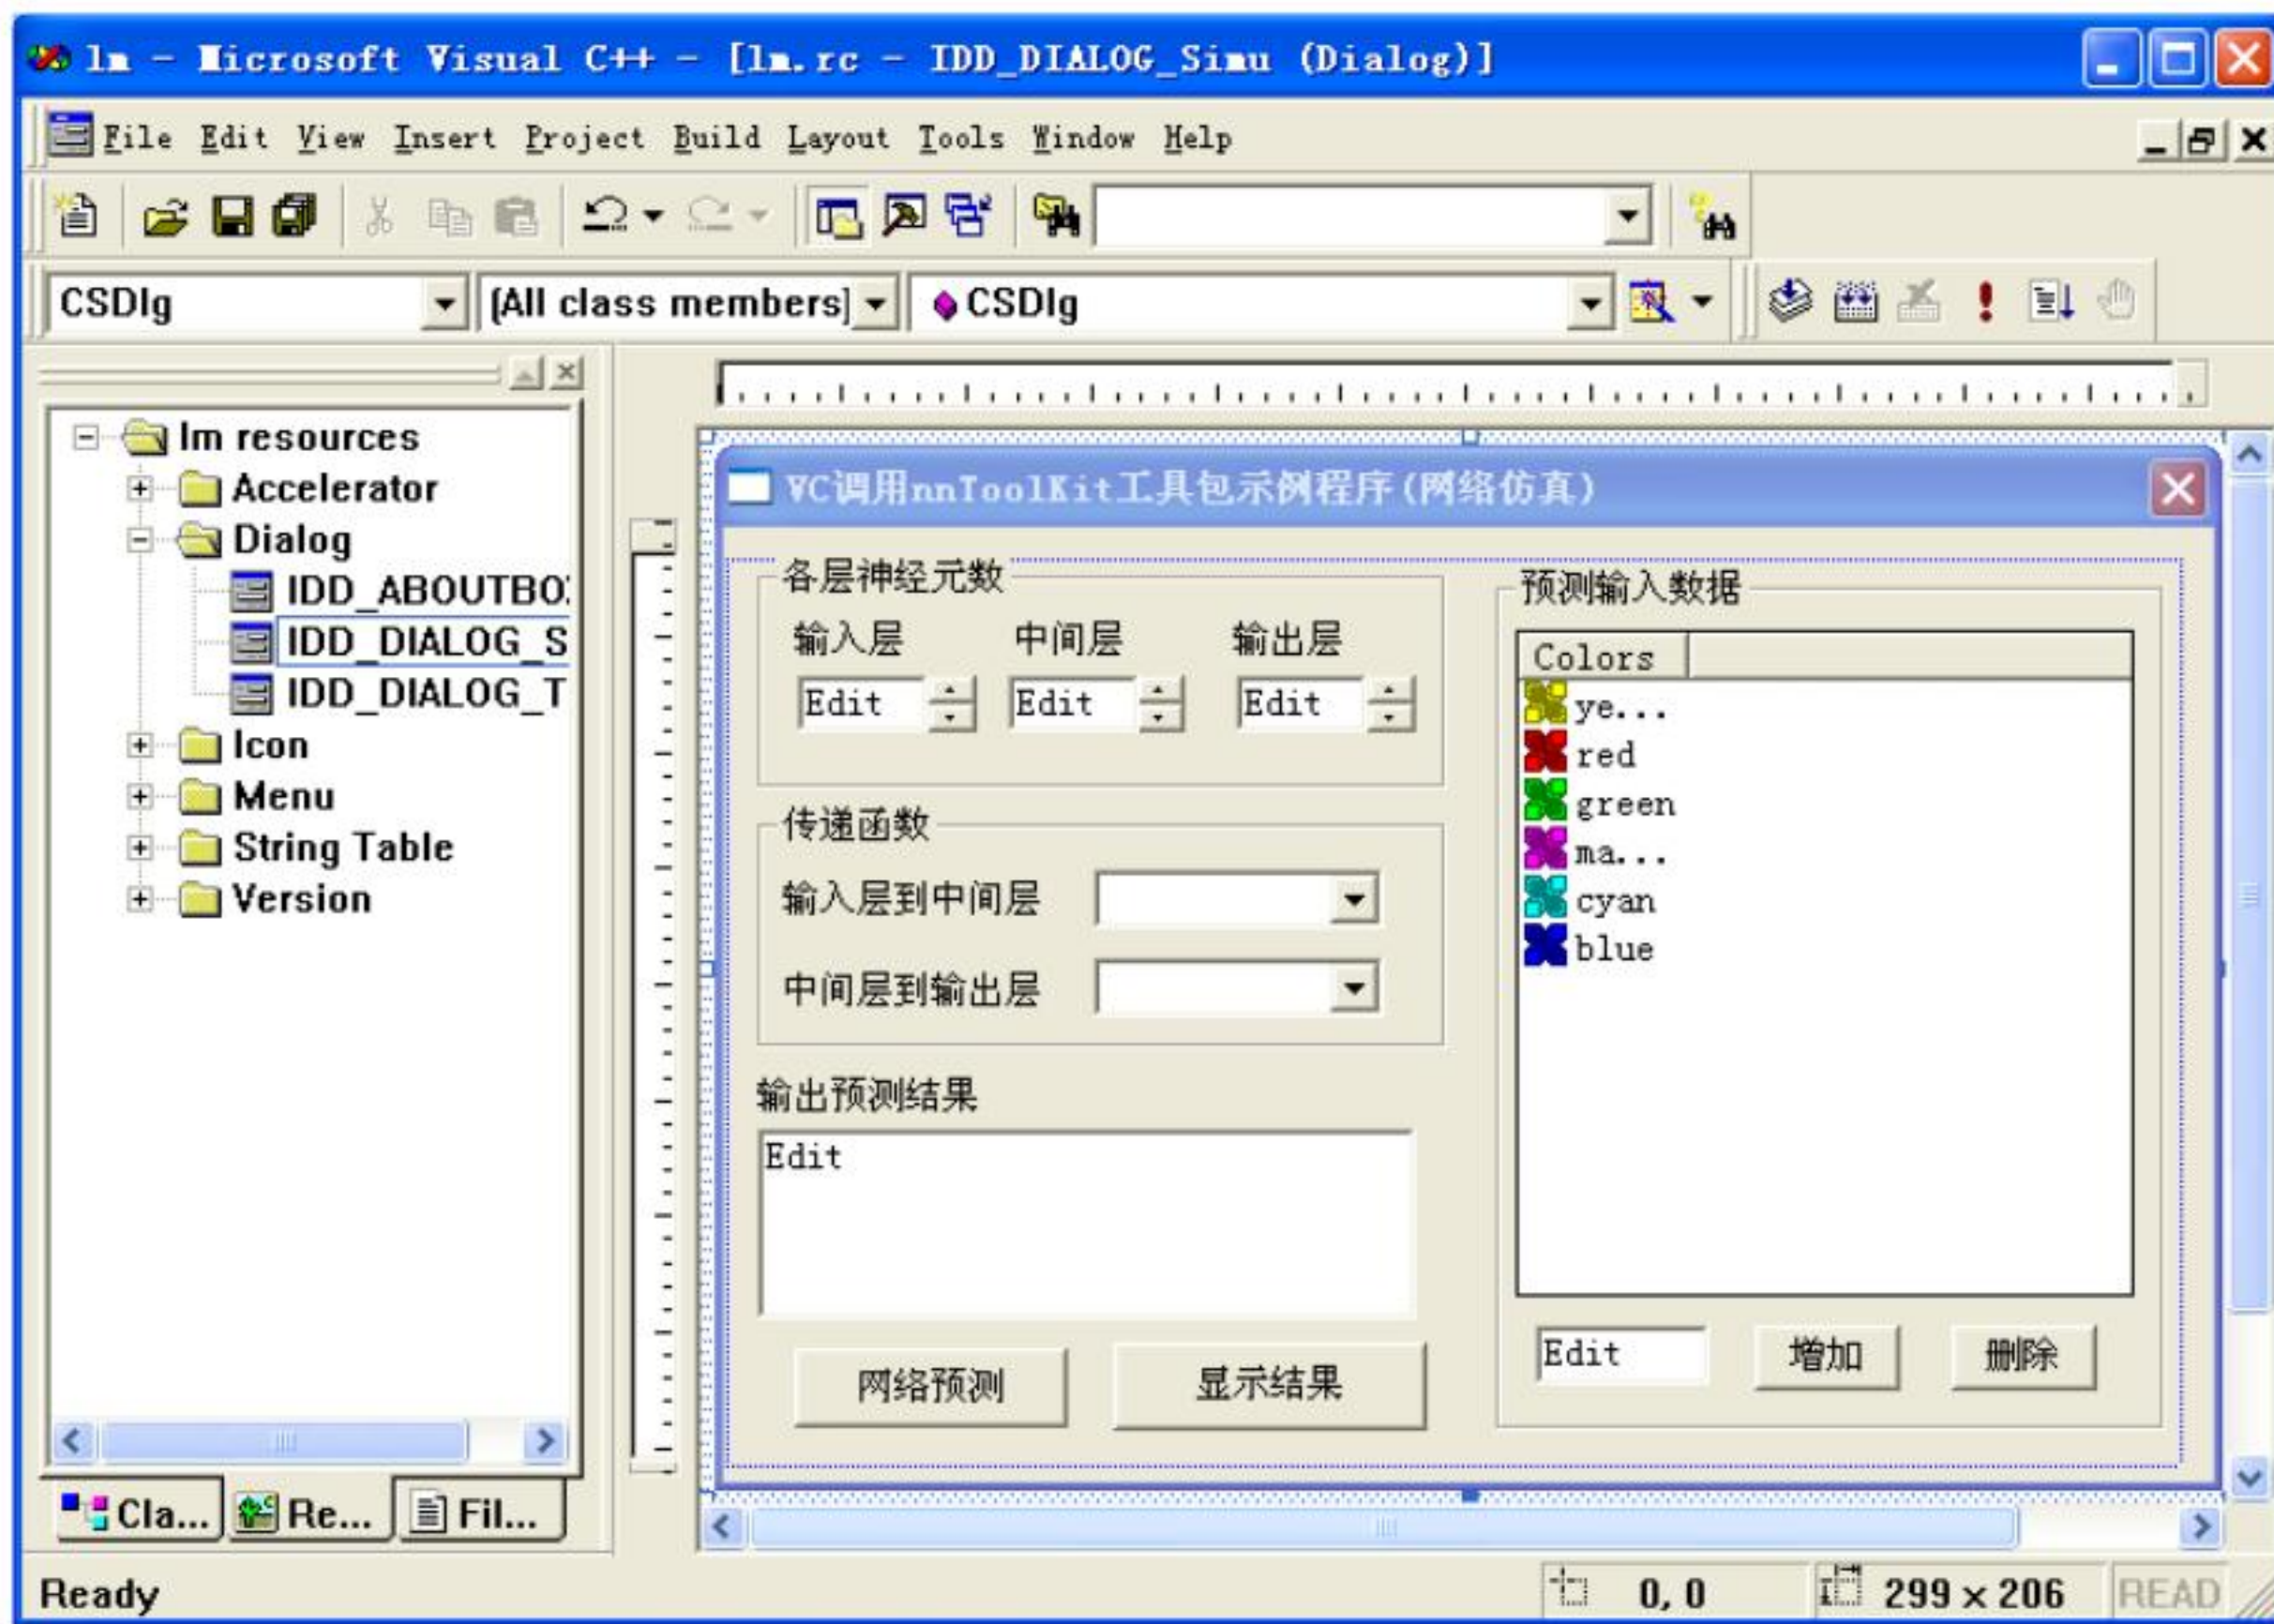 lm - Microsoft Visual C++ - [lm.rc - IDD_DIALOG_Simu (Dialog)]
File Edit View Insert Project Build Layout Tools Window Help
CSDlg (All class members) CSDlg
lm resources
Accelerator
Dialog
IDD_ABOUTBO
IDD_DIALOG_S
IDD_DIALOG_T
Icon
Menu
String Table
Version
Cla... Re... Fil...
VC调用nnToolKit工具包示例程序(网络仿真)
各层神经元数
输入层 中间层 输出层
Edit Edit Edit
传递函数
输入层到中间层
中间层到输出层
输出预测结果
Edit
网络预测 显示结果
预测输入数据
Colors
ye...
red
green
ma...
cyan
blue
Edit 增加 删除
Ready 0, 0 299 x 206 READ